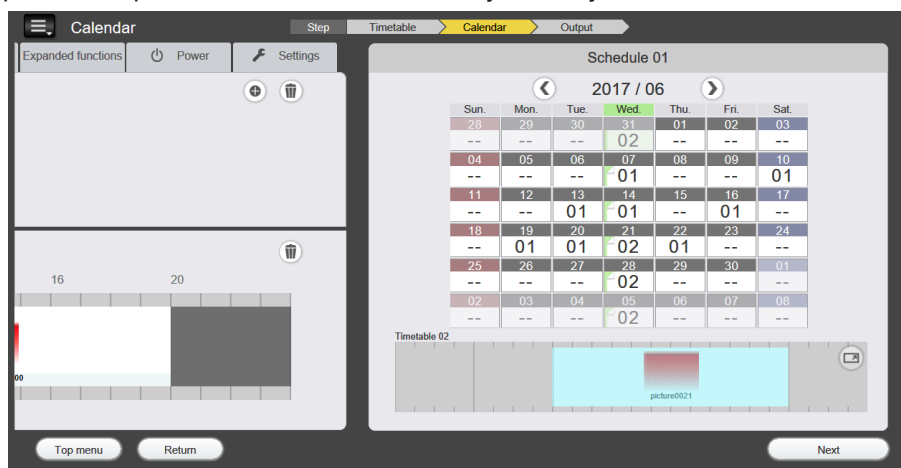 Calendar
Step Timetable Calendar Output
Expanded functions Power Settings
16 20
00
Schedule 01
2017 / 06
Sun. Mon. Tue. Wed. Thu. Fri. Sat.
28 29 30 31 01 02 03
-- -- -- 02 -- -- --
04 05 06 07 08 09 10
-- -- -- 01 -- -- 01
11 12 13 14 15 16 17
-- -- 01 01 -- 01 --
18 19 20 21 22 23 24
-- 01 01 02 01 -- --
25 26 27 28 29 30 01
-- -- -- 02 -- -- --
02 03 04 05 06 07 08
-- -- -- 02 -- -- --
Timetable 02
picture0021
Top menu Return Next